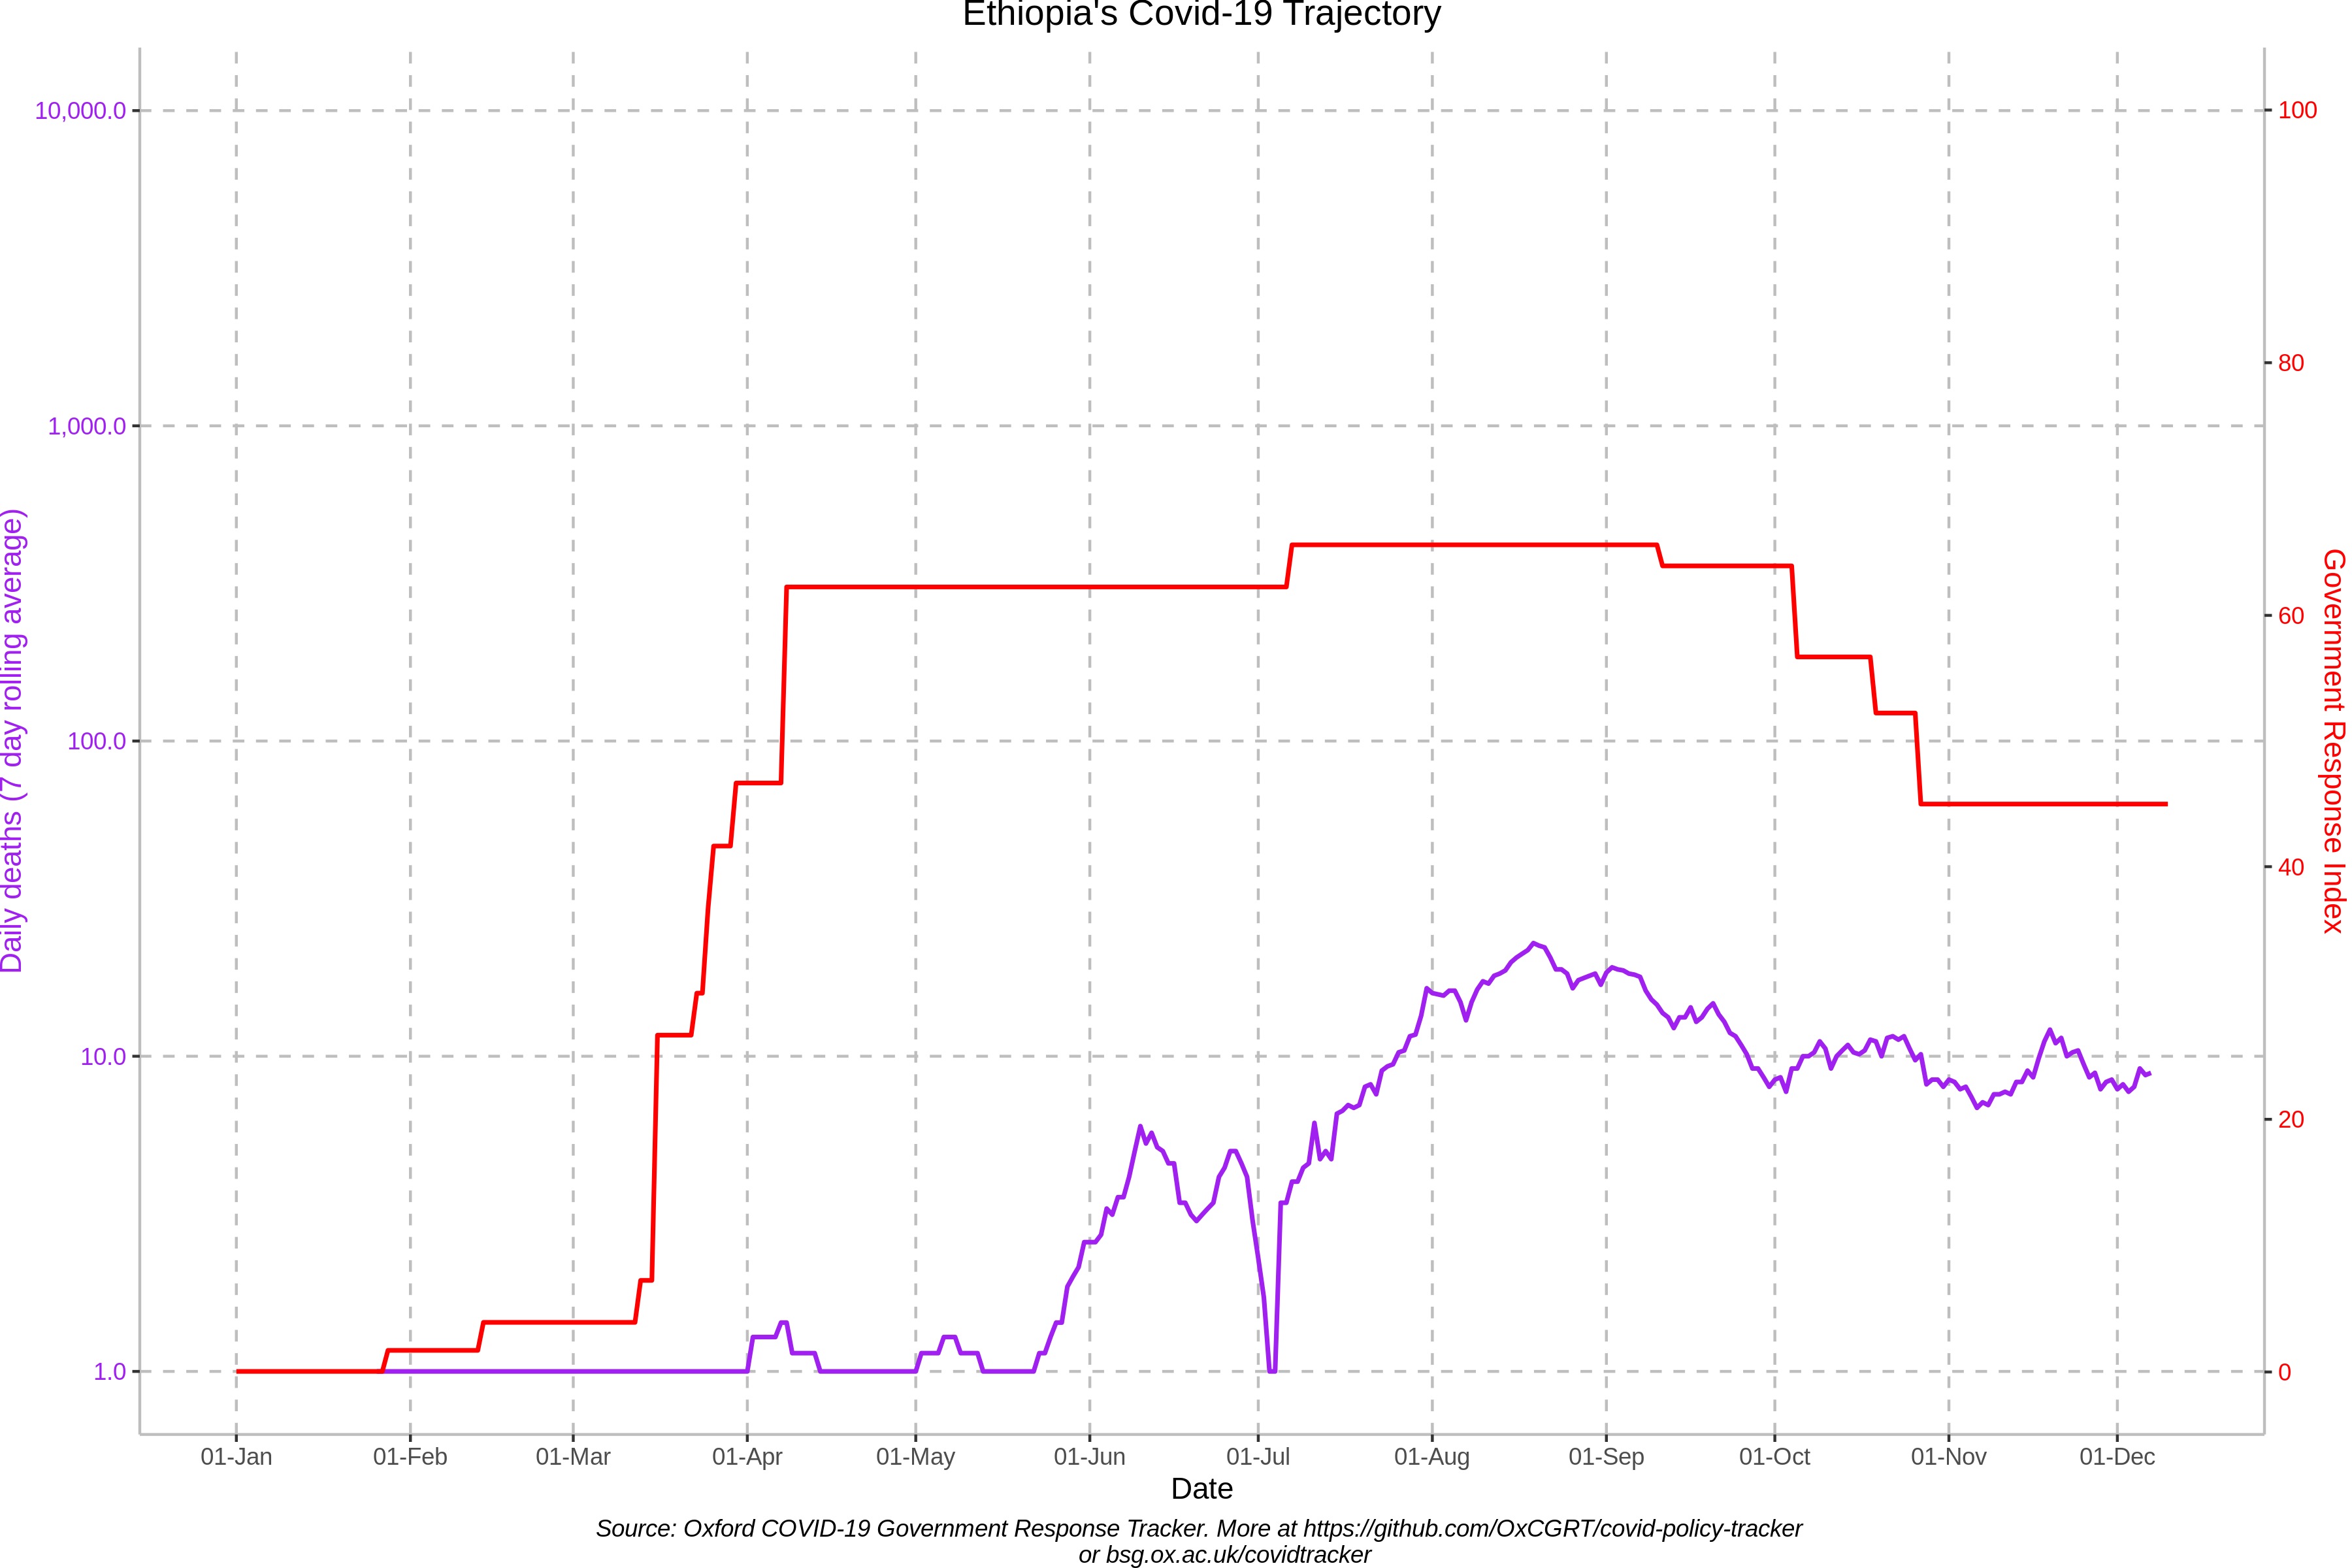 Ethiopia's Covid-19 Trajectory
10,000.0
1,000.0
100.0
10.0
1.0
Daily deaths (7 day rolling average)
100
80
60
40
20
0
Government Response Index
01-Jan 01-Feb 01-Mar 01-Apr 01-May 01-Jun 01-Jul 01-Aug 01-Sep 01-Oct 01-Nov 01-Dec
Date
Source: Oxford COVID-19 Government Response Tracker. More at https://github.com/OxCGRT/covid-policy-tracker
or bsg.ox.ac.uk/covidtracker